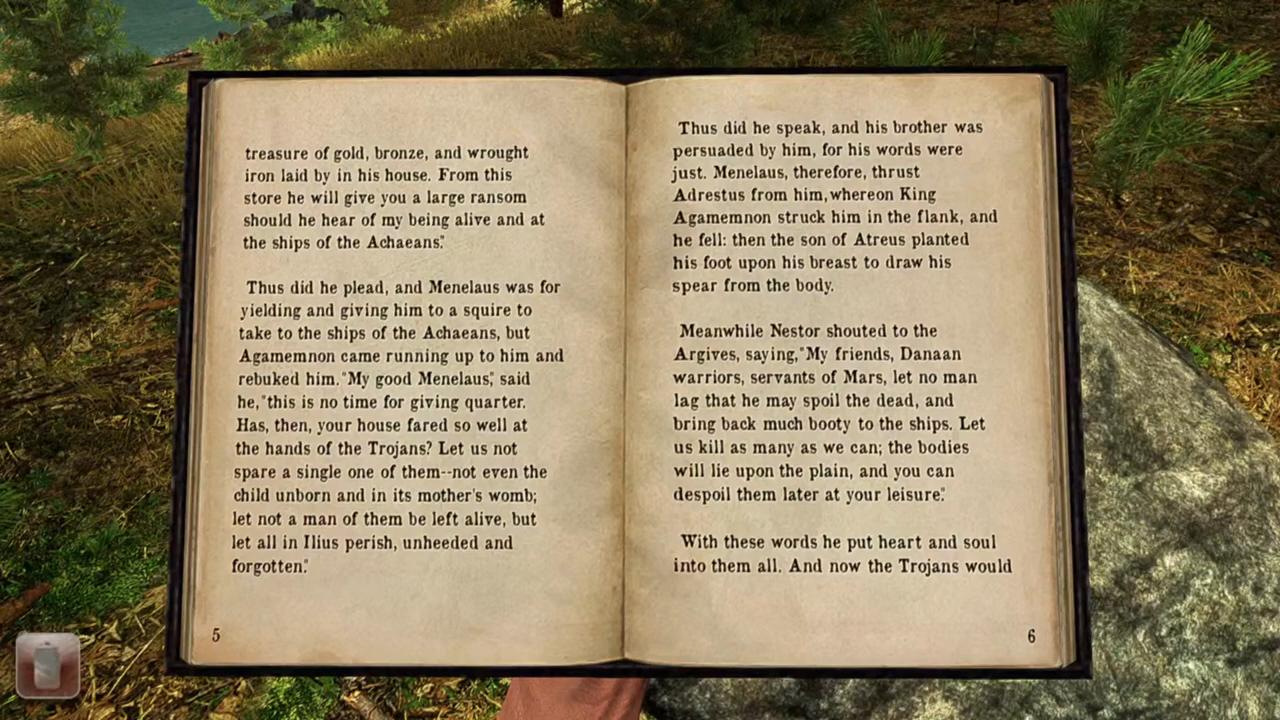 treasure of gold, bronze, and wrought
iron laid by in his house. From this
store he will give you a large ransom
should he hear of my being alive and at
the ships of the Achaeans."
Thus did he plead, and Menelaus was for
yielding and giving him to a squire to
take to the ships of the Achaeans, but
Agamemnon came running up to him and
rebuked him. "My good Menelaus," said
he, "this is no time for giving quarter.
Has, then, your house fared so well at
the hands of the Trojans? Let us not
spare a single one of them--not even the
child unborn and in its mother's womb;
let not a man of them be left alive, but
let all in Ilius perish, unheeded and
forgotten."
5
Thus did he speak, and his brother was
persuaded by him, for his words were
just. Menelaus, therefore, thrust
Adrestus from him, whereon King
Agamemnon struck him in the flank, and
he fell: then the son of Atreus planted
his foot upon his breast to draw his
spear from the body.
Meanwhile Nestor shouted to the
Argives, saying, "My friends, Danaan
warriors, servants of Mars, let no man
lag that he may spoil the dead, and
bring back much booty to the ships. Let
us kill as many as we can; the bodies
will lie upon the plain, and you can
despoil them later at your leisure."
With these words he put heart and soul
into them all. And now the Trojans would
6